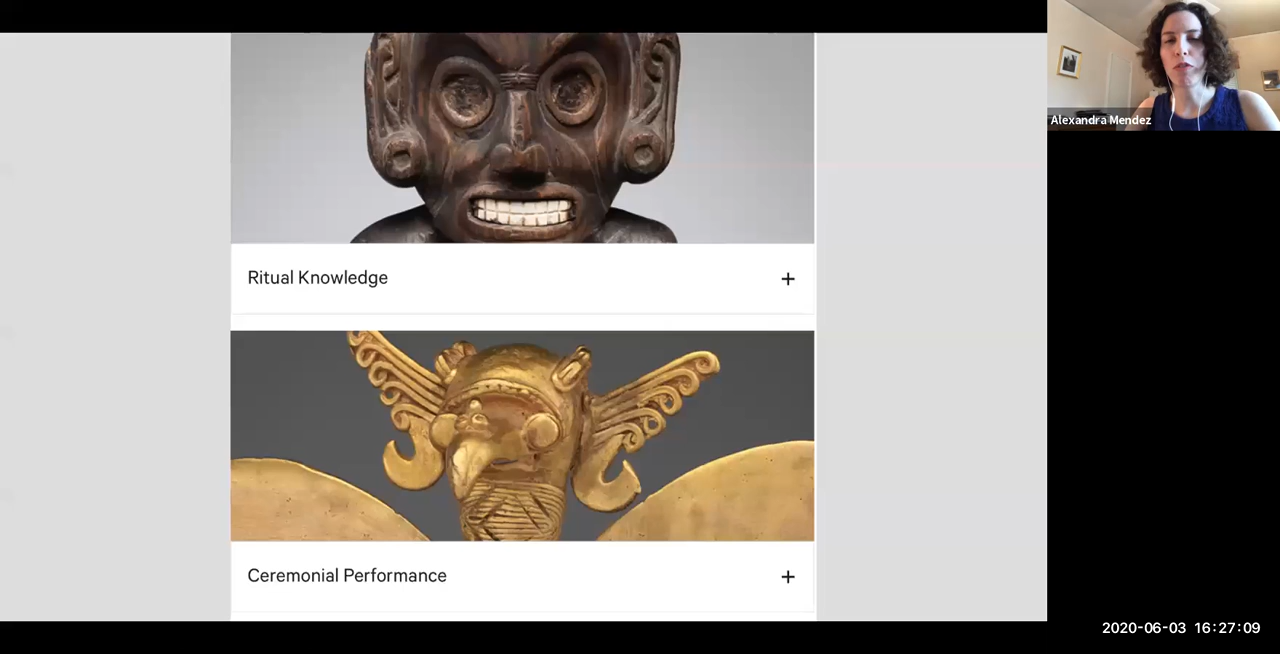 Alexandra Mendez
Ritual Knowledge
+
Ceremonial Performance
+
2020-06-03 16:27:09